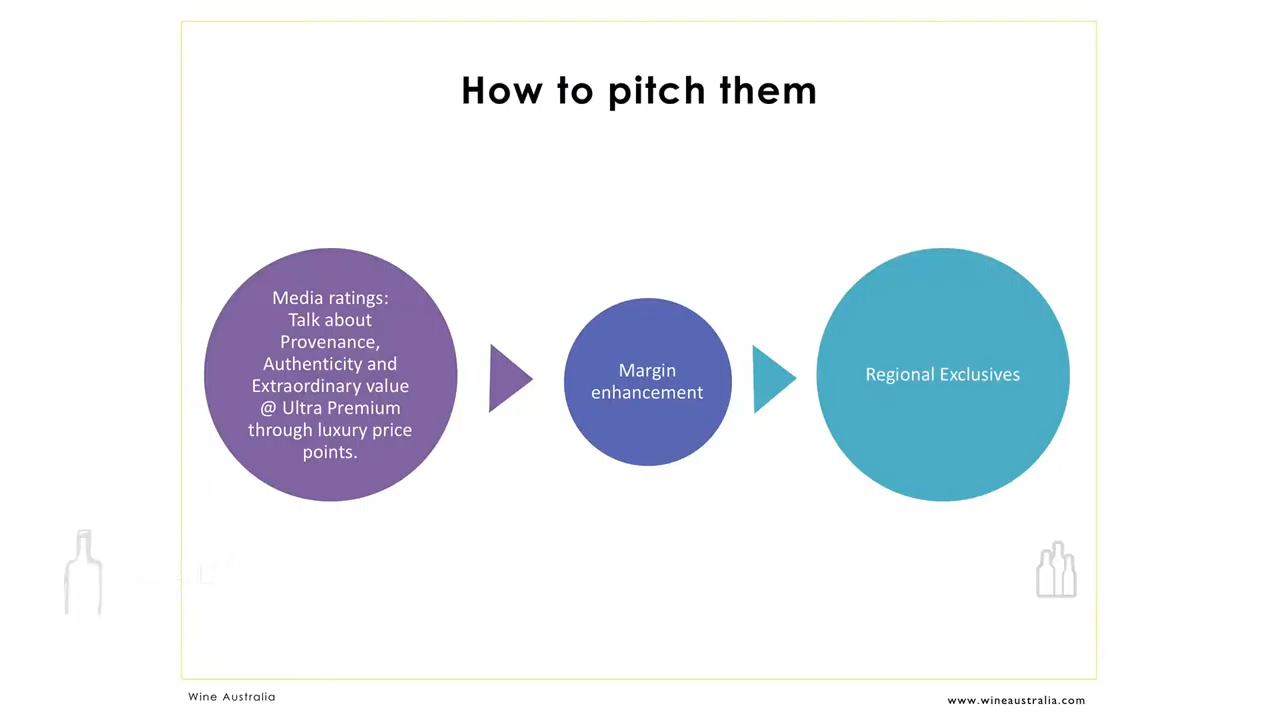 How to pitch them
Media ratings:
Talk about
Provenance,
Authenticity and
Extraordinary value
@ Ultra Premium
through luxury price
points.
Margin
enhancement
Regional Exclusives
Wine Australia
www.wineaustralia.com